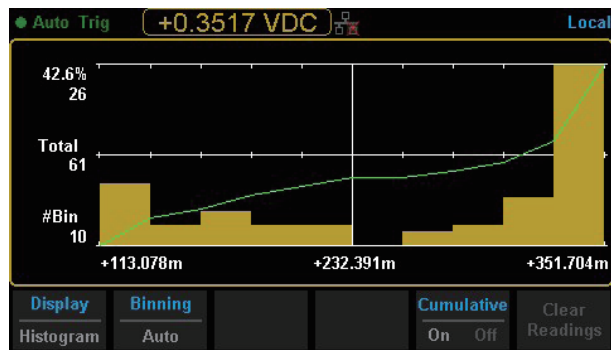 Auto Trig +0.3517 VDC Local
42.6%
26
Total
61
#Bin
10
+113.078m +232.391m +351.704m
Display Binning Cumulative Clear
Histogram Auto On Off Readings